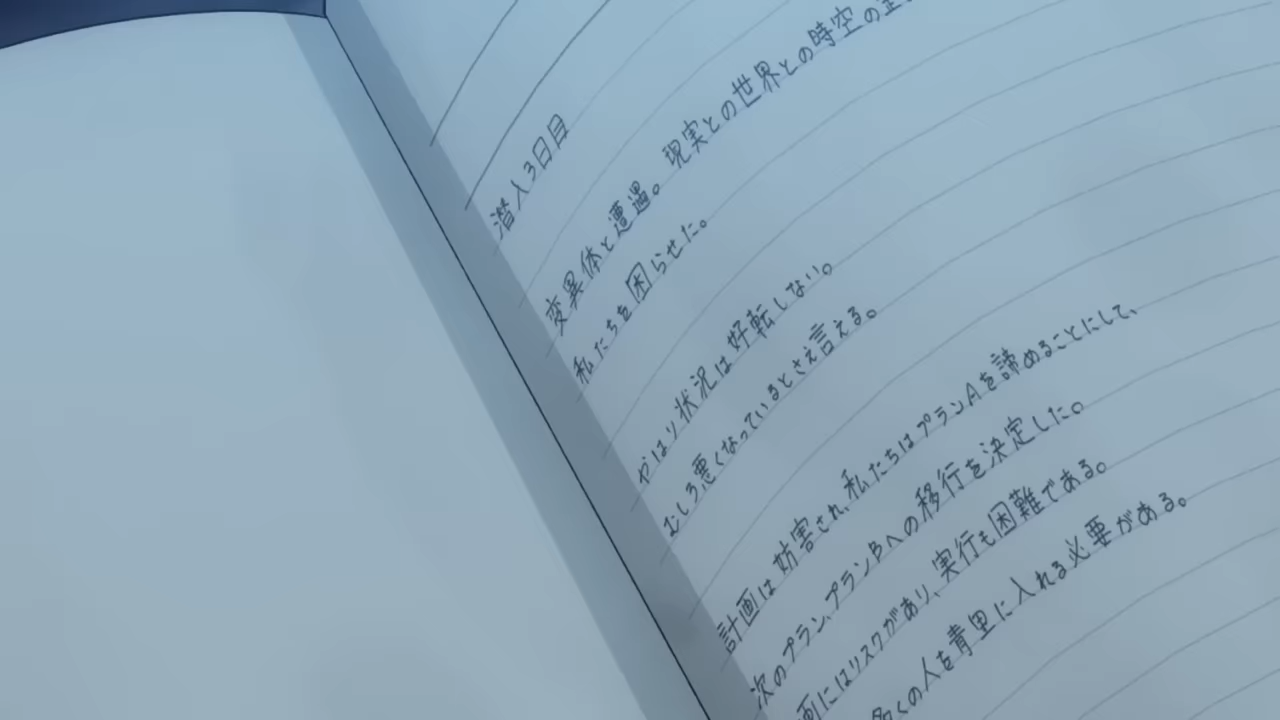 潜入3日目
変異体と遭遇。現実との世界との時空の
私たちを困らせた。
やはり状況は好転しない。
むしろ悪くなっているとさえ言える。
計画は妨害され、私たちはプランAを諦めることにして、
次のプラン、プランBへの移行を決定した。
画にはリスクがあり、実行も困難である。
多くの人を青里に入れる必要がある。